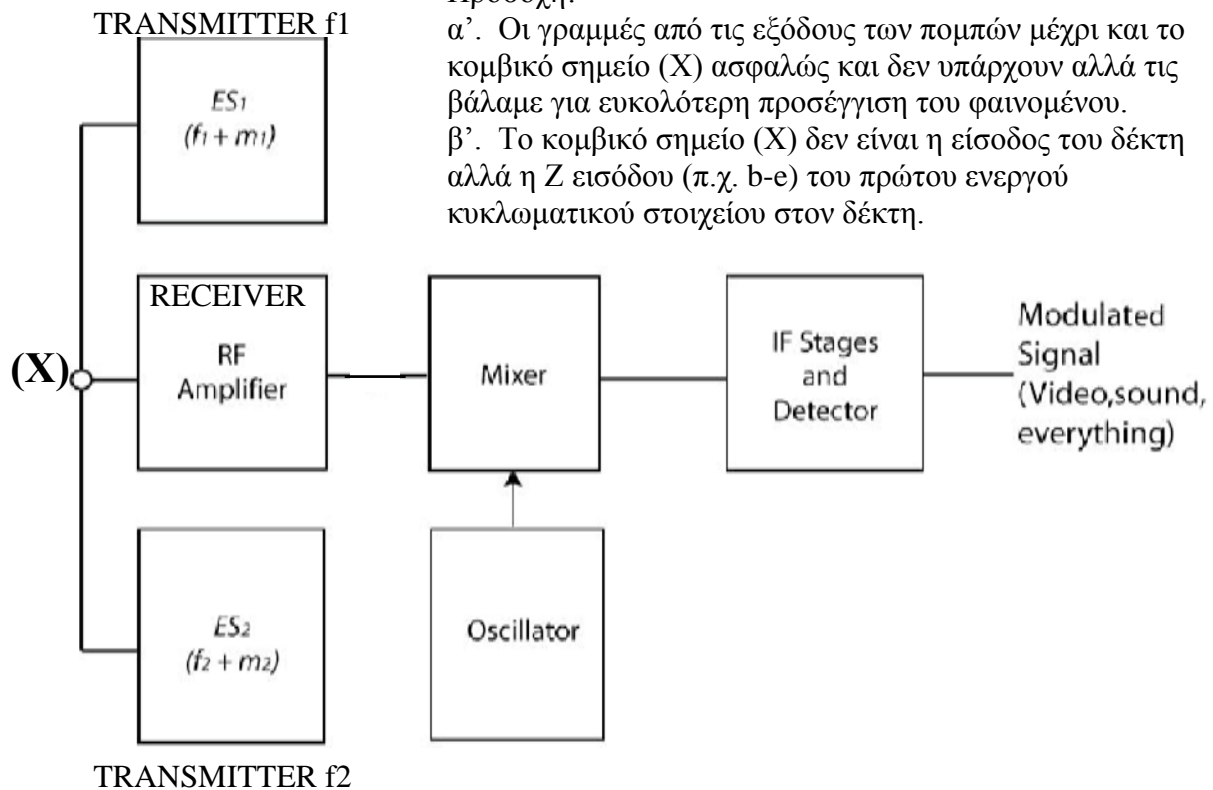 TRANSMITTER f1
α’. Οι γραμμές από τις εξόδους των πομπών μέχρι και το
κομβικό σημείο (Χ) ασφαλώς και δεν υπάρχουν αλλά τις
βάλαμε για ευκολότερη προσέγγιση του φαινομένου.
β’. Το κομβικό σημείο (Χ) δεν είναι η είσοδος του δέκτη
αλλά η Ζ εισόδου (π.χ. b-e) του πρώτου ενεργού
κυκλωματικού στοιχείου στον δέκτη.
ES1
(f1 + m1)
RECEIVER
RF
Amplifier
(X)
Mixer
IF Stages
and
Detector
Modulated
Signal
(Video,sound,
everything)
ES2
(f2 + m2)
Oscillator
TRANSMITTER f2